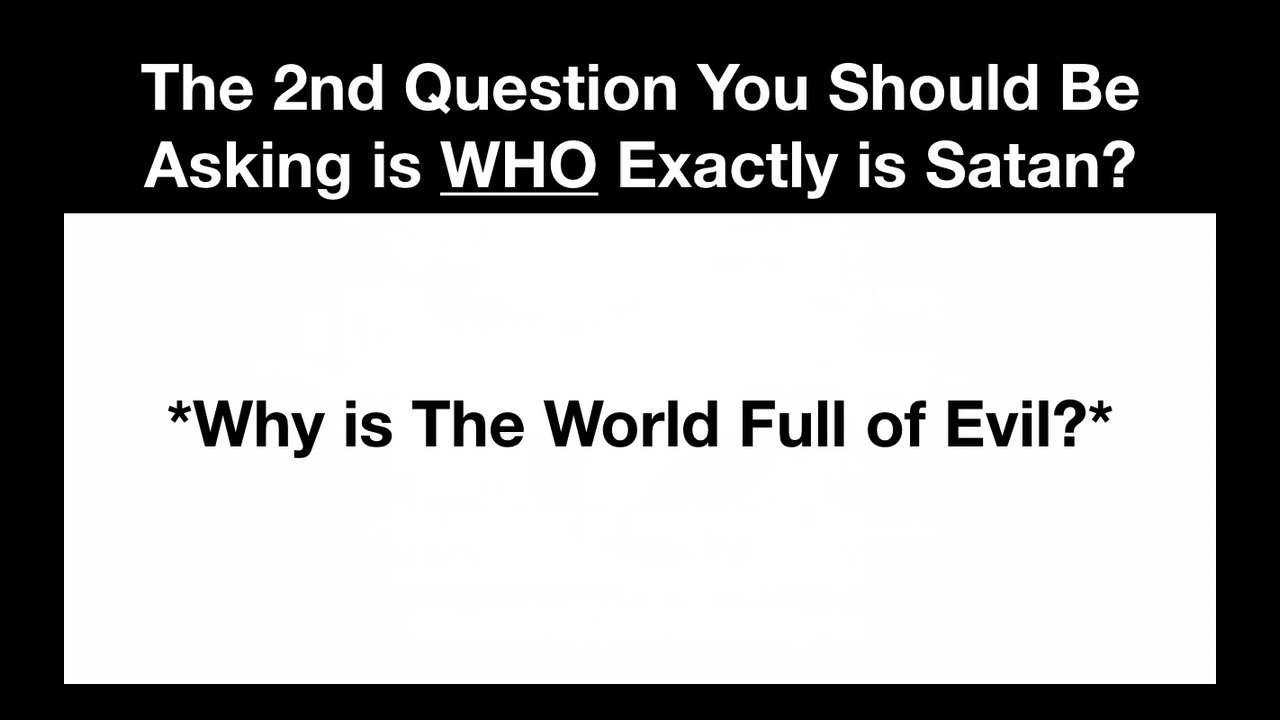 The 2nd Question You Should Be
Asking is WHO Exactly is Satan?
*Why is The World Full of Evil?*